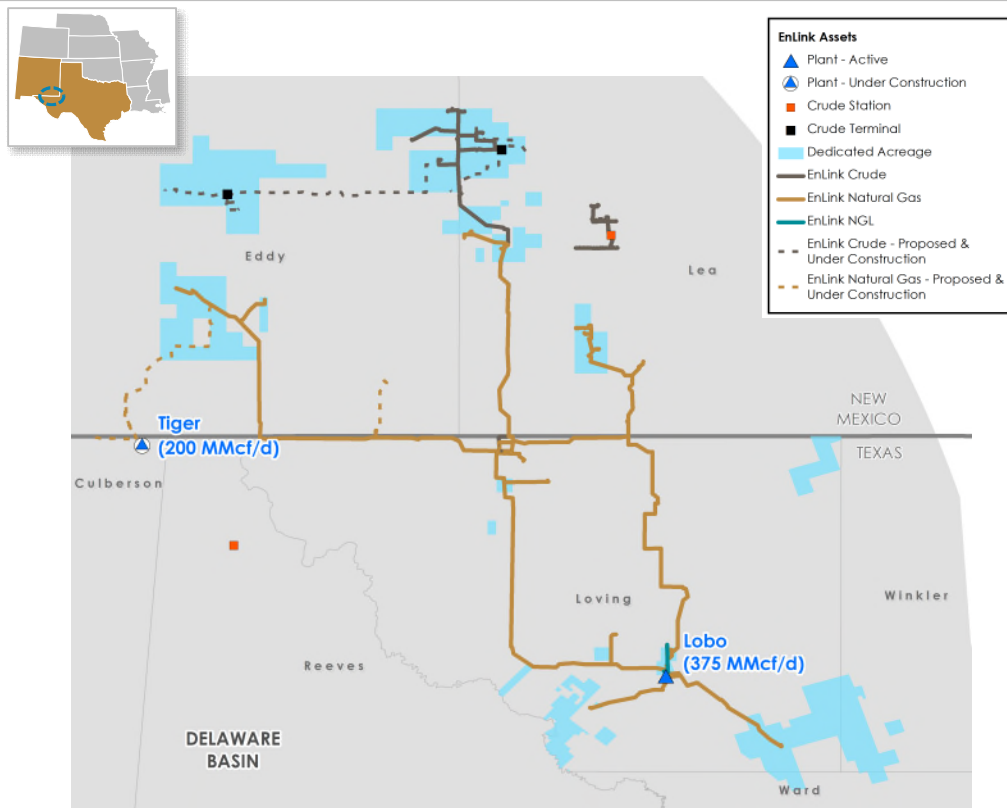 EnLink Assets
Plant - Active
Plant - Under Construction
Crude Station
Crude Terminal
Dedicated Acreage
EnLink Crude
EnLink Natural Gas
EnLink NGL
EnLink Crude - Proposed &
Under Construction
EnLink Natural Gas - Proposed &
Under Construction
Eddy
Lea
NEW
MEXICO
TEXAS
Tiger
(200 MMcf/d)
Culberson
Loving
Winkler
Lobo
(375 MMcf/d)
Reeves
DELAWARE
BASIN
Ward